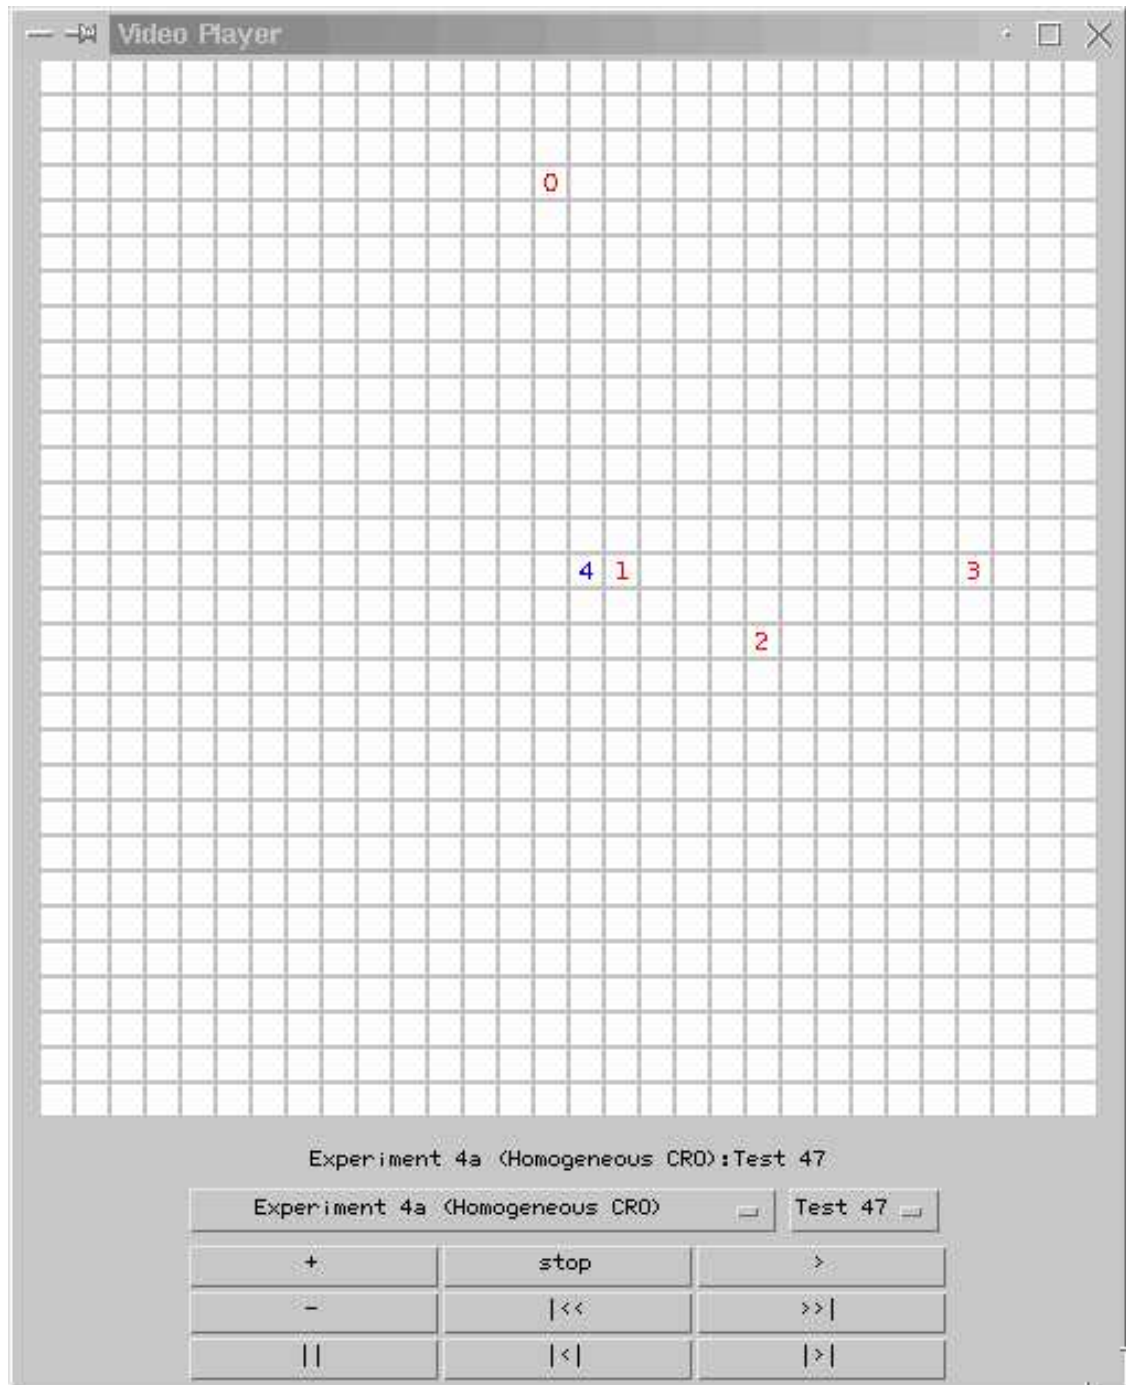 Video Player
0
4 1 3
2
Experiment 4a (Homogeneous CRO):Test 47
Experiment 4a (Homogeneous CRO) Test 47
+ stop >
- |<< >>|
|| |<| |>|